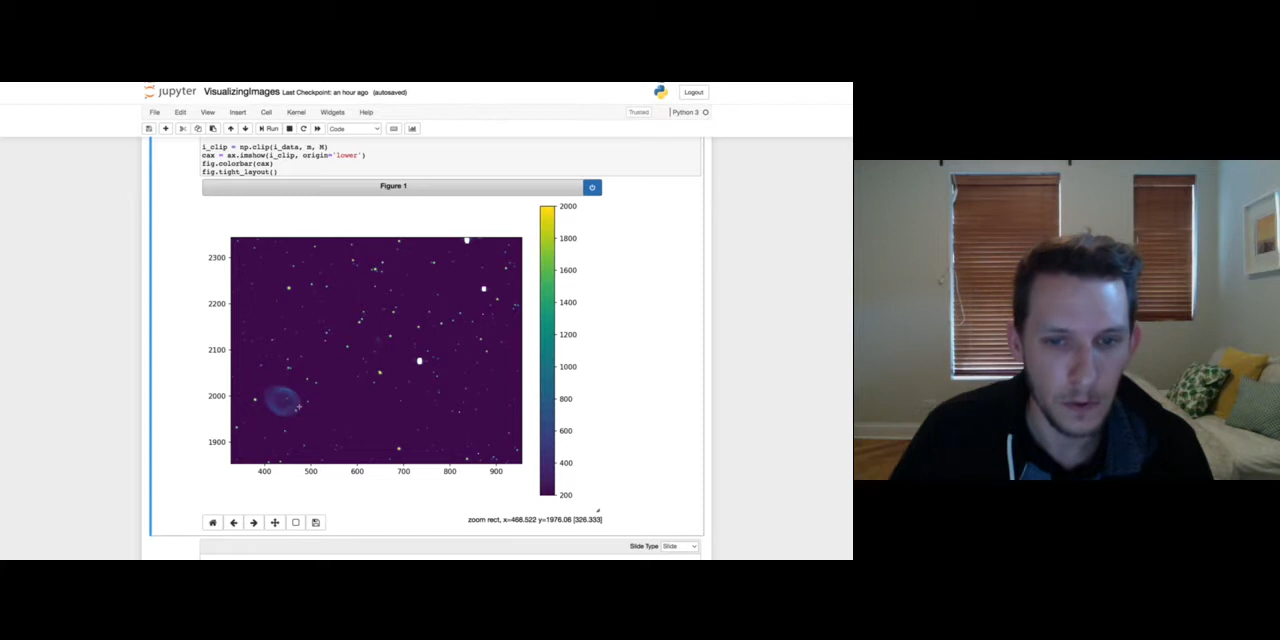 jupyter VisualizingImages Last Checkpoint: an hour ago (autosaved) Logout
File Edit View Insert Cell Kernel Widgets Help Trusted Python 3
Run Code
i_clip = np.clip(i_data, m, M)
cax = ax.imshow(i_clip, origin='lower')
fig.colorbar(cax)
fig.tight_layout()
Figure 1
2000
1800
1600
1400
1200
1000
800
600
400
200
2300
2200
2100
2000
1900
400 500 600 700 800 900
zoom rect, x=468.522 y=1976.06 [326.333]
Slide Type Slide